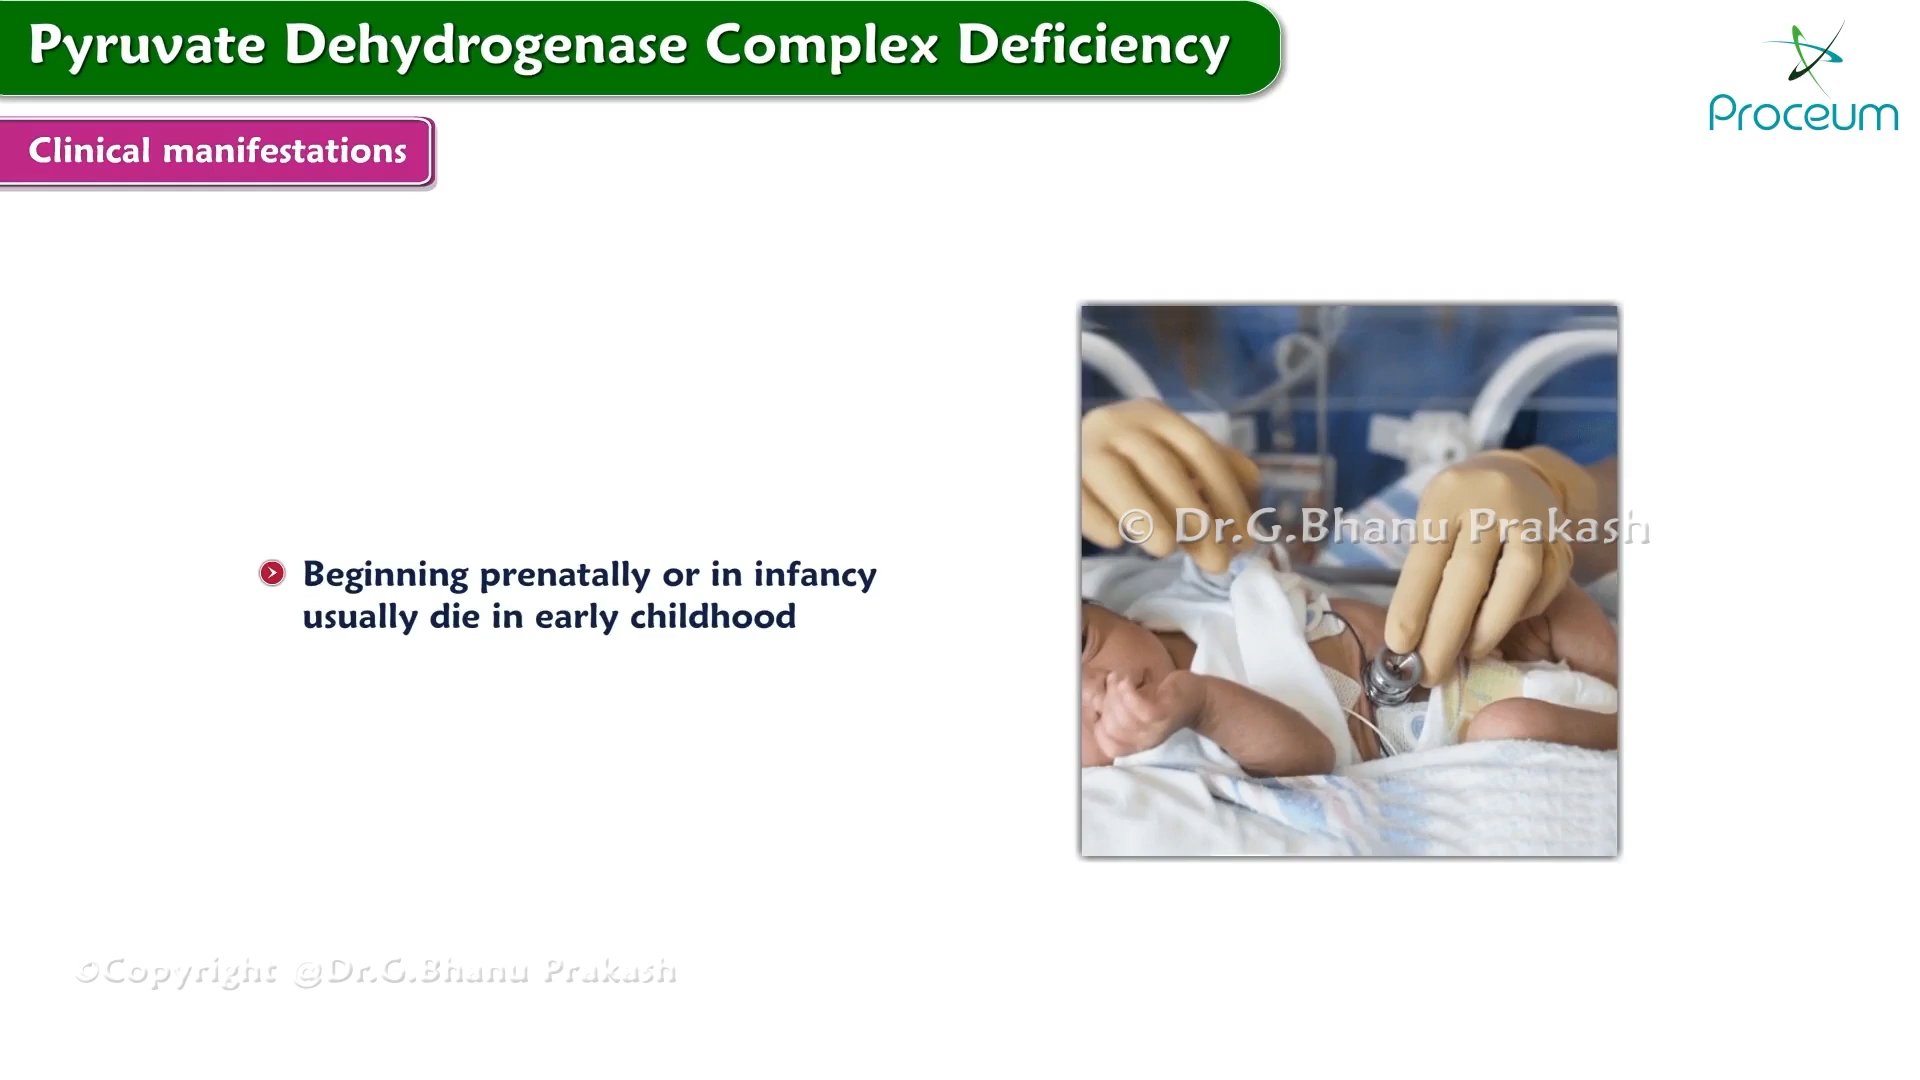 Pyruvate Dehydrogenase Complex Deficiency
Proceum
Clinical manifestations
© Dr.G.Bhanu Prakash
Beginning prenatally or in infancy
usually die in early childhood
©Copyright @Dr.G.Bhanu Prakash